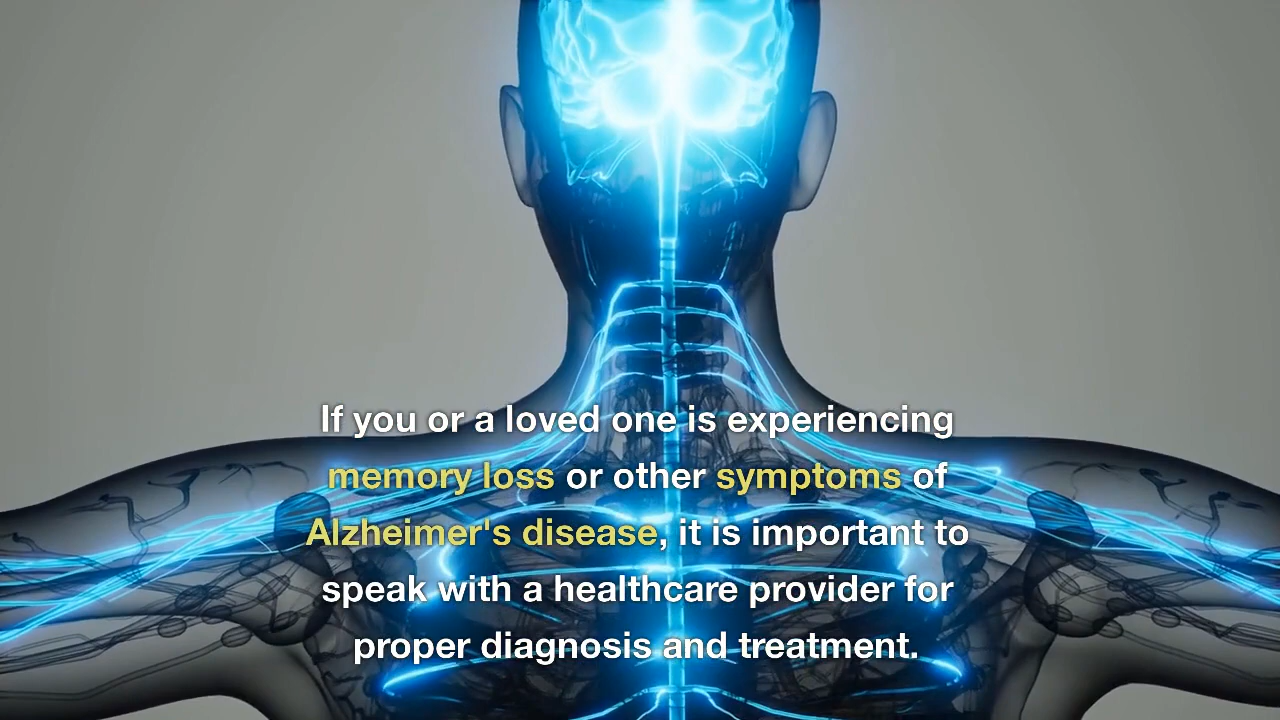 If you or a loved one is experiencing
memory loss or other symptoms of
Alzheimer's disease, it is important to
speak with a healthcare provider for
proper diagnosis and treatment.